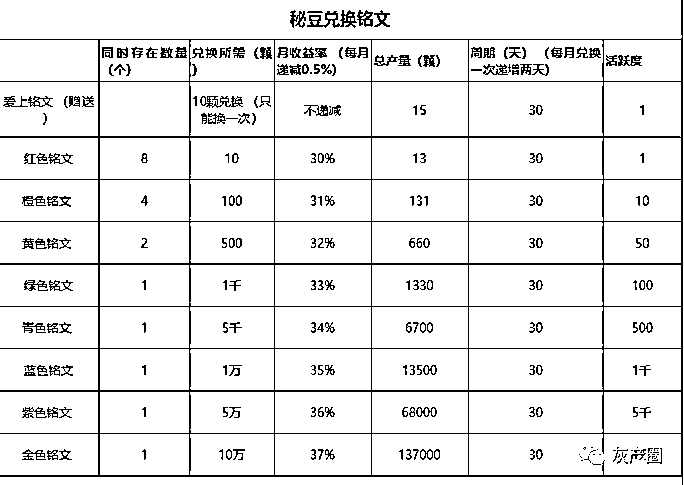 秘豆兑换铭文
同时存在数量（个） 兑换所需（颗） 月收益率（每月递减0.5%） 总产量（颗） 周期（天）（每月兑换一次递增两天） 活跃度
爱上铭文（赠送） 10颗兑换（只能换一次） 不递减 15 30 1
红色铭文 8 10 30% 13 30 1
橙色铭文 4 100 31% 131 30 10
黄色铭文 2 500 32% 660 30 50
绿色铭文 1 1千 33% 1330 30 100
青色铭文 1 5千 34% 6700 30 500
蓝色铭文 1 1万 35% 13500 30 1千
紫色铭文 1 5万 36% 68000 30 5千
金色铭文 1 10万 37% 137000 30
灰产圈